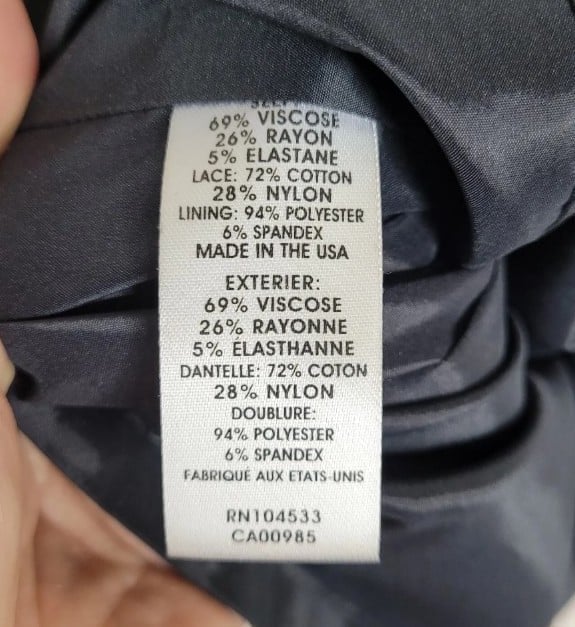 69% VISCOSE
26% RAYON
5% ELASTANE
LACE: 72% COTTON
28% NYLON
LINING: 94% POLYESTER
6% SPANDEX
MADE IN THE USA
EXTERIER:
69% VISCOSE
26% RAYONNE
5% ÉLASTHANNE
DANTELLE: 72% COTON
28% NYLON
DOUBLURE:
94% POLYESTER
6% SPANDEX
FABRIQUÉ AUX ETATS-UNIS
RN104533
CA00985